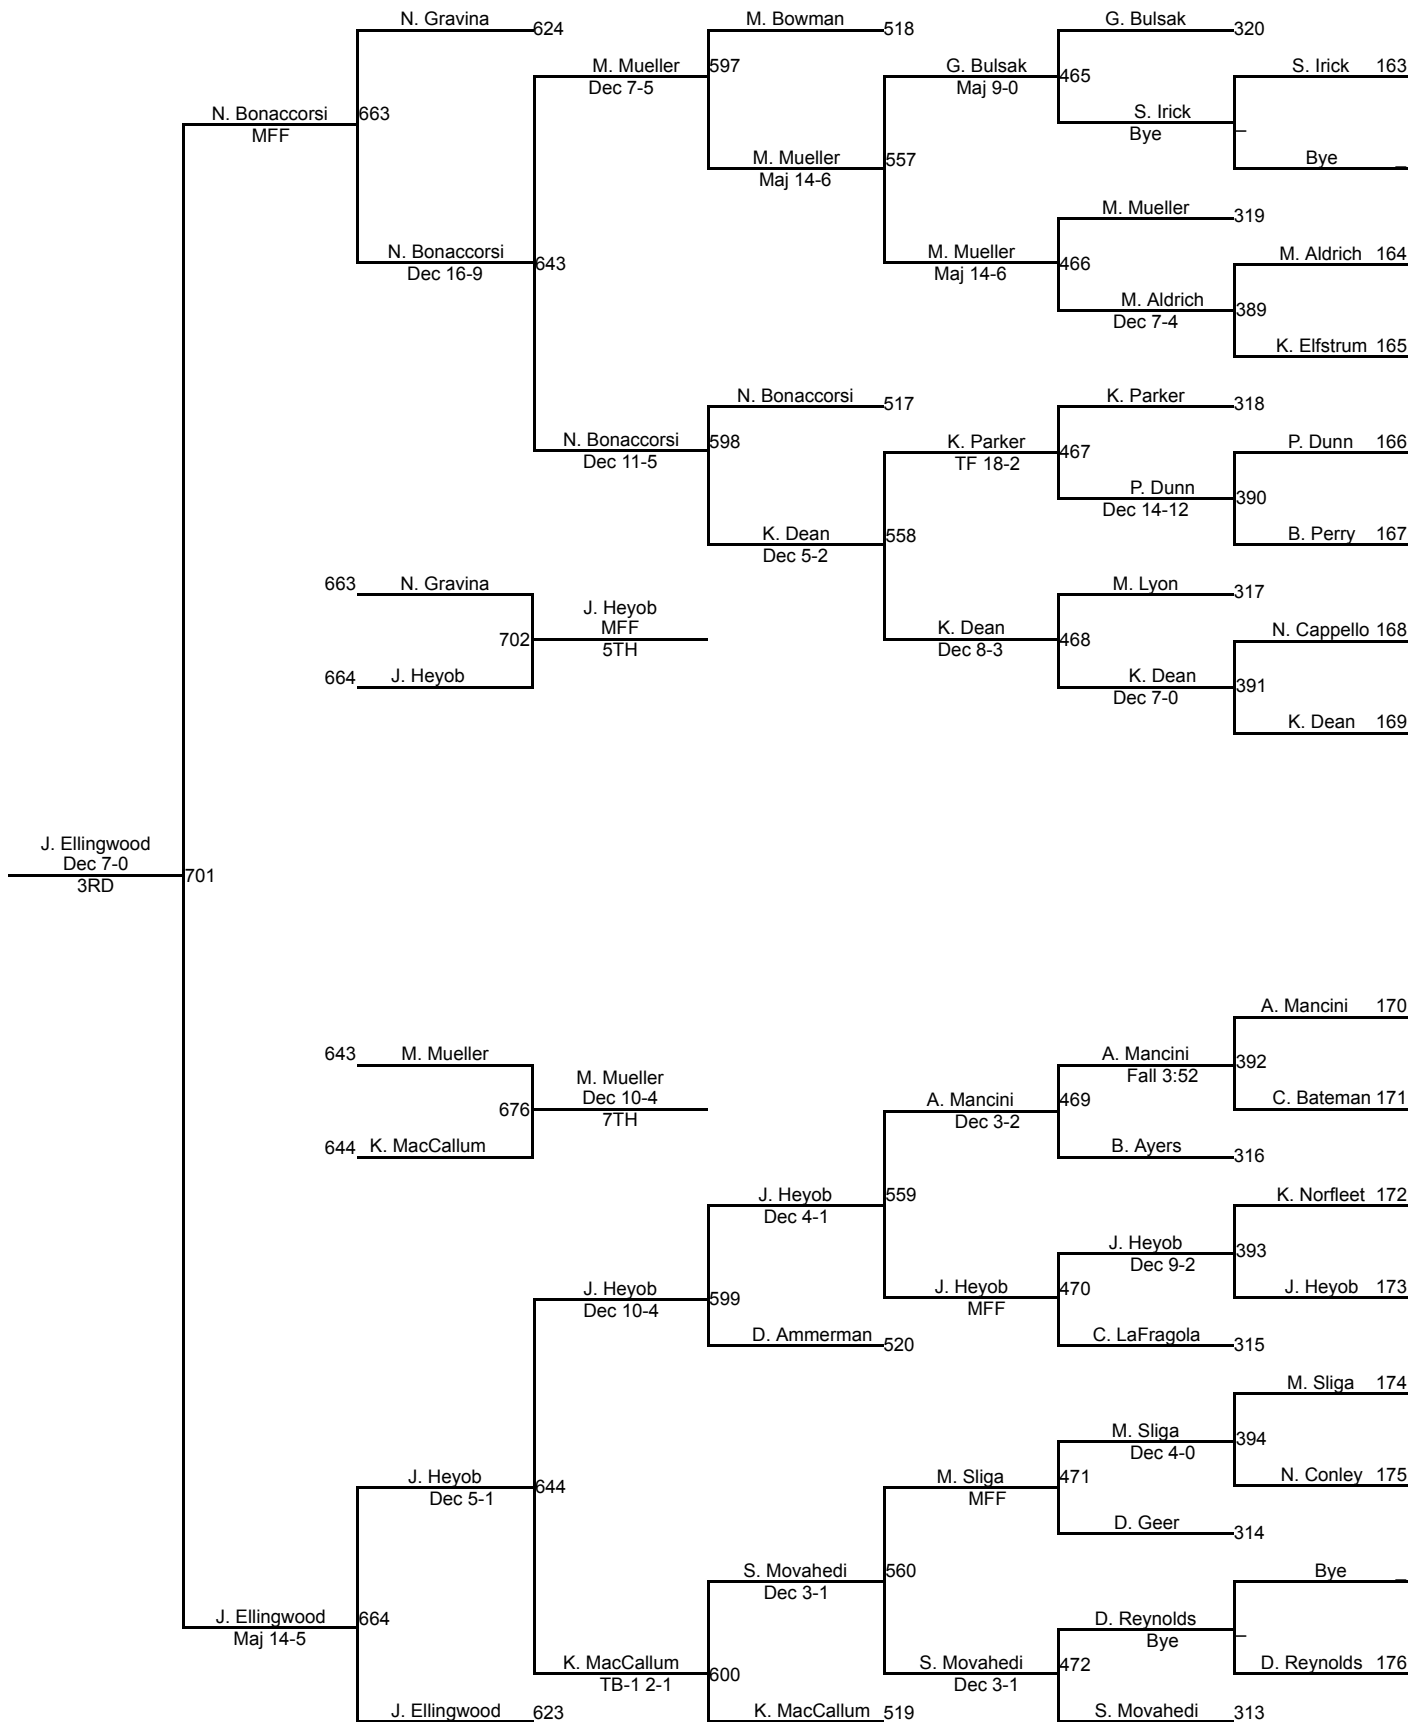 N. Gravina 624 M. Bowman 518 G. Bulsak 320
M. Mueller 597 G. Bulsak 465 S. Irick 163
Dec 7-5 Maj 9-0
N. Bonaccorsi 663 S. Irick
MFF Bye _
M. Mueller 557 Bye _
Maj 14-6
M. Mueller 319
N. Bonaccorsi 643 M. Mueller 466 M. Aldrich 164
Dec 16-9 Maj 14-6
M. Aldrich 389
Dec 7-4
K. Elfstrum 165
N. Bonaccorsi 517 K. Parker 318
N. Bonaccorsi 598 K. Parker 467 P. Dunn 166
Dec 11-5 TF 18-2
P. Dunn 390
Dec 14-12
K. Dean 558 B. Perry 167
Dec 5-2
663 N. Gravina M. Lyon 317
J. Heyob
702 MFF K. Dean 468 N. Cappello 168
5TH Dec 8-3
664 J. Heyob K. Dean 391
Dec 7-0
K. Dean 169
J. Ellingwood
Dec 7-0
701
3RD
A. Mancini 170
643 M. Mueller A. Mancini 392
Fall 3:52
M. Mueller
Dec 10-4
676 A. Mancini 469 C. Bateman 171
7TH Dec 3-2
644 K. MacCallum B. Ayers 316
J. Heyob 559 K. Norfleet 172
Dec 4-1
J. Heyob 393
Dec 9-2
J. Heyob 599 J. Heyob 470 J. Heyob 173
Dec 10-4 MFF
D. Ammerman 520 C. LaFragola 315
M. Sliga 174
M. Sliga 394
Dec 4-0
J. Heyob 644 M. Sliga 471 N. Conley 175
Dec 5-1 MFF
D. Geer 314
S. Movahedi 560 Bye _
Dec 3-1
J. Ellingwood 664 D. Reynolds
Maj 14-5 Bye _
K. MacCallum 600 S. Movahedi 472 D. Reynolds 176
TB-1 2-1 Dec 3-1
J. Ellingwood 623 K. MacCallum 519 S. Movahedi 313